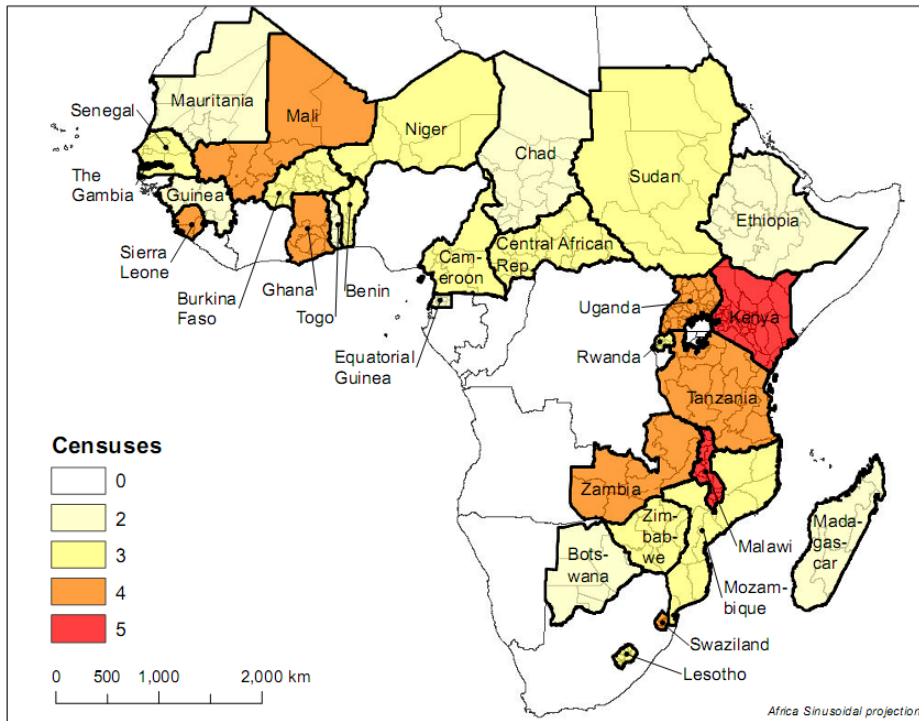 Mauritania
Mali
Niger
Senegal
Chad
Sudan
The
Gambia
Guinea
Ethiopia
Sierra
Leone
Central African
Rep.
Cam-
eroon
Burkina
Faso
Ghana
Benin
Togo
Uganda
Kenya
Equatorial
Guinea
Rwanda
Tanzania
Censuses
0
2
3
4
5
Zambia
Zim-
bab-
we
Mada-
gas-
car
Malawi
Bots-
wana
Mozam-
bique
Swaziland
Lesotho
0 500 1,000 2,000 km
Africa Sinusoidal projection